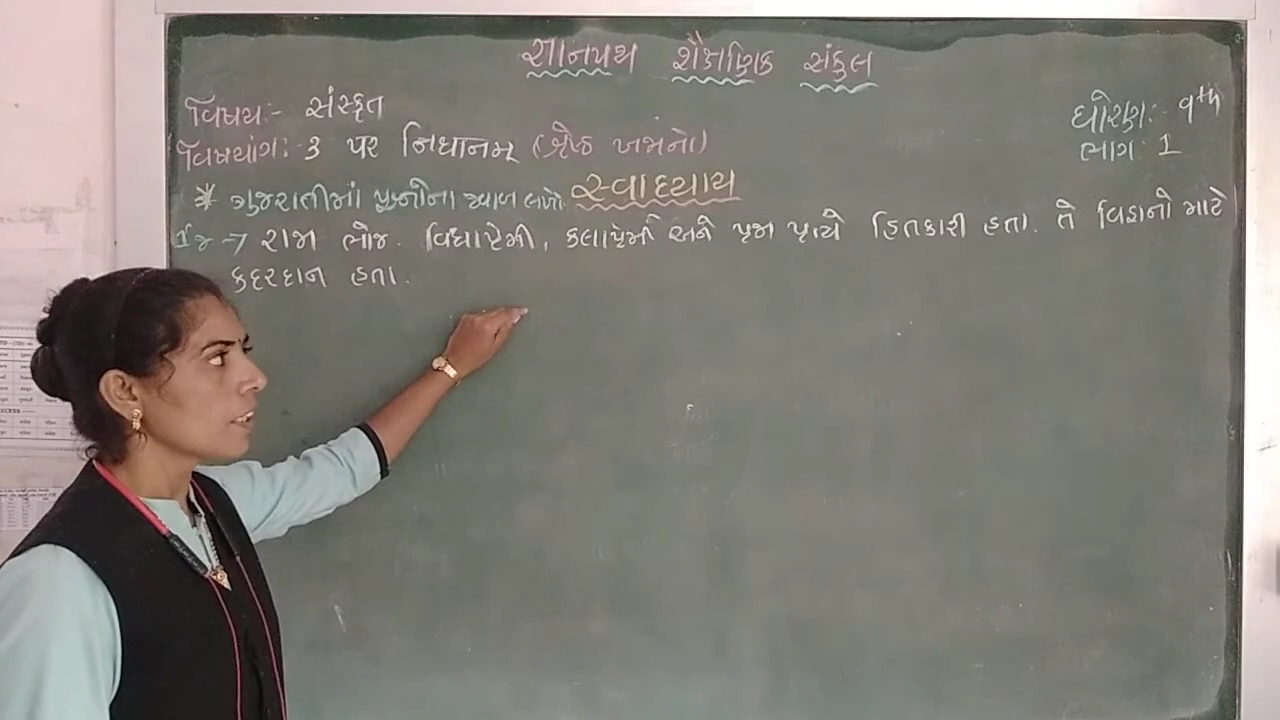 જ્ઞાનપથ શૈક્ષણિક સંકુલ
વિષય:- સંસ્કૃત
ધોરણ:- 9th
વિષયાંગ:- 3 પરં નિધાનમ્ (શ્રેષ્ઠ ખજાનો)
ભાગ: 1
* ગુજરાતીમાં પ્રશ્નોના જવાબ લખો. સ્વાધ્યાય
1 જ -> રાજા ભોજ. વિદ્યાપ્રેમી, કલાપ્રેમી અને પ્રજા પ્રત્યે હિતકારી હતા. તે વિદ્વાનો માટે
કદરદાન હતા.